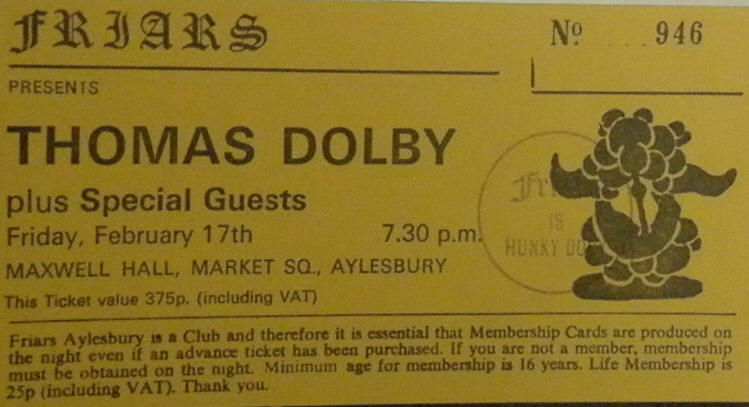 FRIARS
Nº ...946
PRESENTS
THOMAS DOLBY
plus Special Guests
Friday, February 17th 7.30 p.m.
MAXWELL HALL, MARKET SQ., AYLESBURY
This Ticket value 375p. (including VAT)
IS
HUNKY
Friars Aylesbury is a Club and therefore it is essential that Membership Cards are produced on
the night even if an advance ticket has been purchased. If you are not a member, membership
must be obtained on the night. Minimum age for membership is 16 years. Life Membership is
25p (including VAT). Thank you.